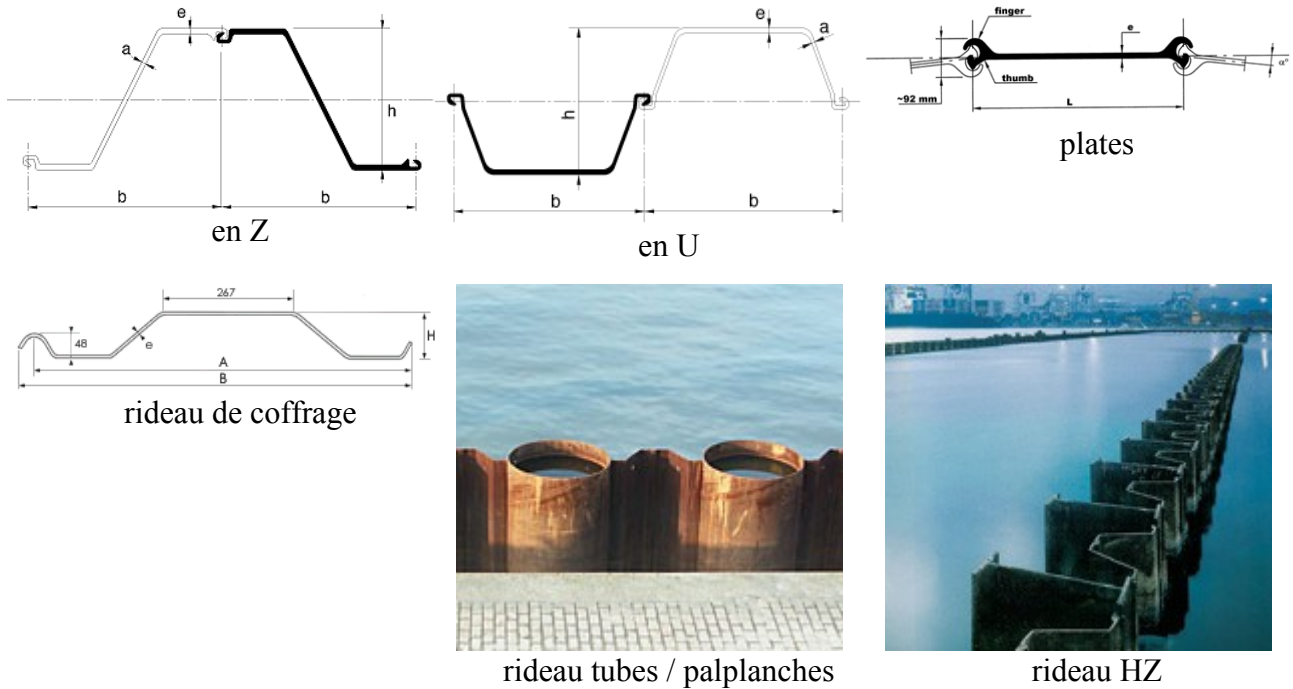 e
a
h
b
b
en Z
e
a
h
b
b
en U
finger
e
α°
thumb
~92 mm
L
plates
267
48
e
H
A
B
rideau de coffrage
rideau tubes / palplanches
rideau HZ